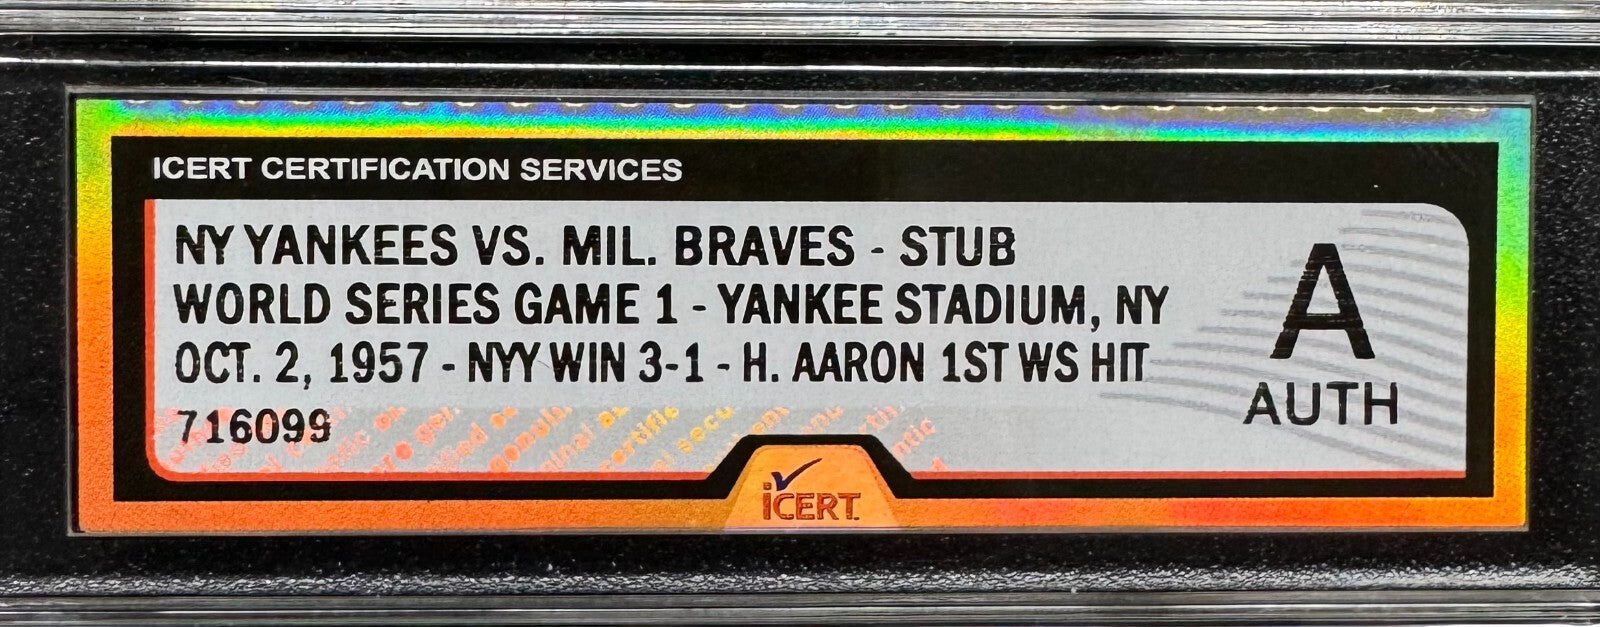 ICERT CERTIFICATION SERVICES
NY YANKEES VS. MIL. BRAVES - STUB
WORLD SERIES GAME 1 - YANKEE STADIUM, NY
OCT. 2, 1957 - NYY WIN 3-1 - H. AARON 1ST WS HIT
716099
A
AUTH
iCERT